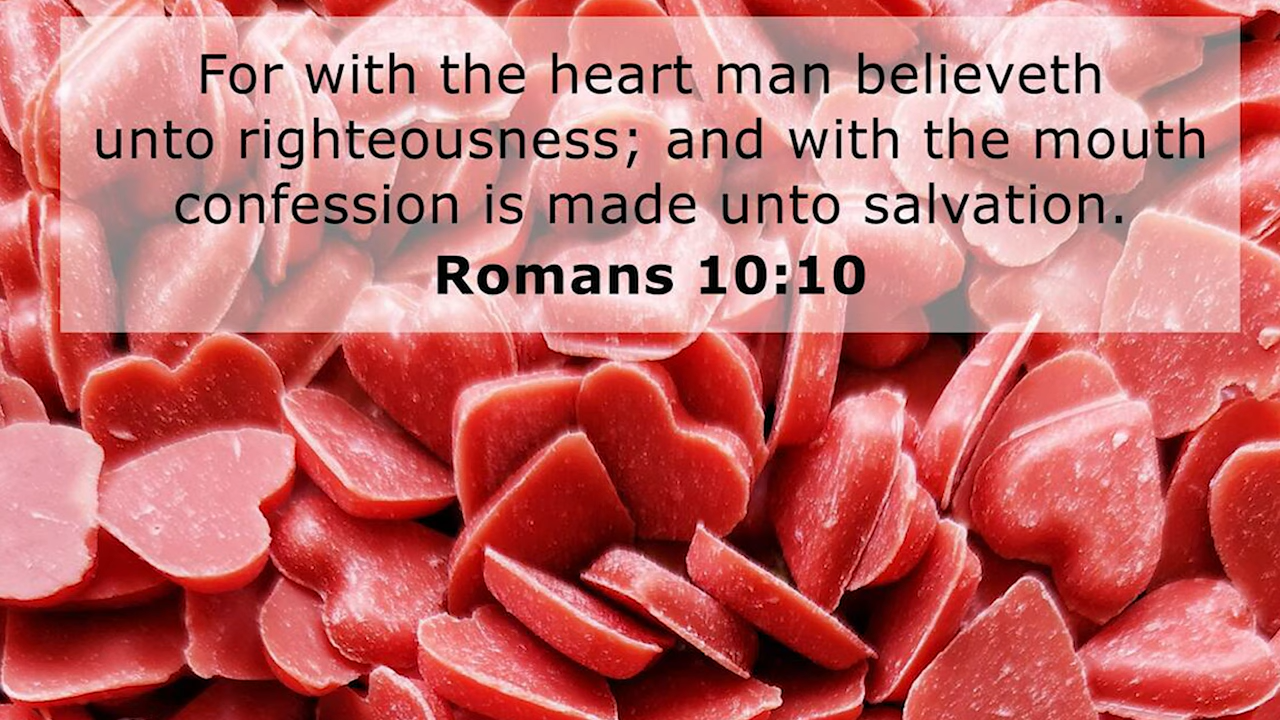 For with the heart man believeth
unto righteousness; and with the mouth
confession is made unto salvation.
Romans 10:10